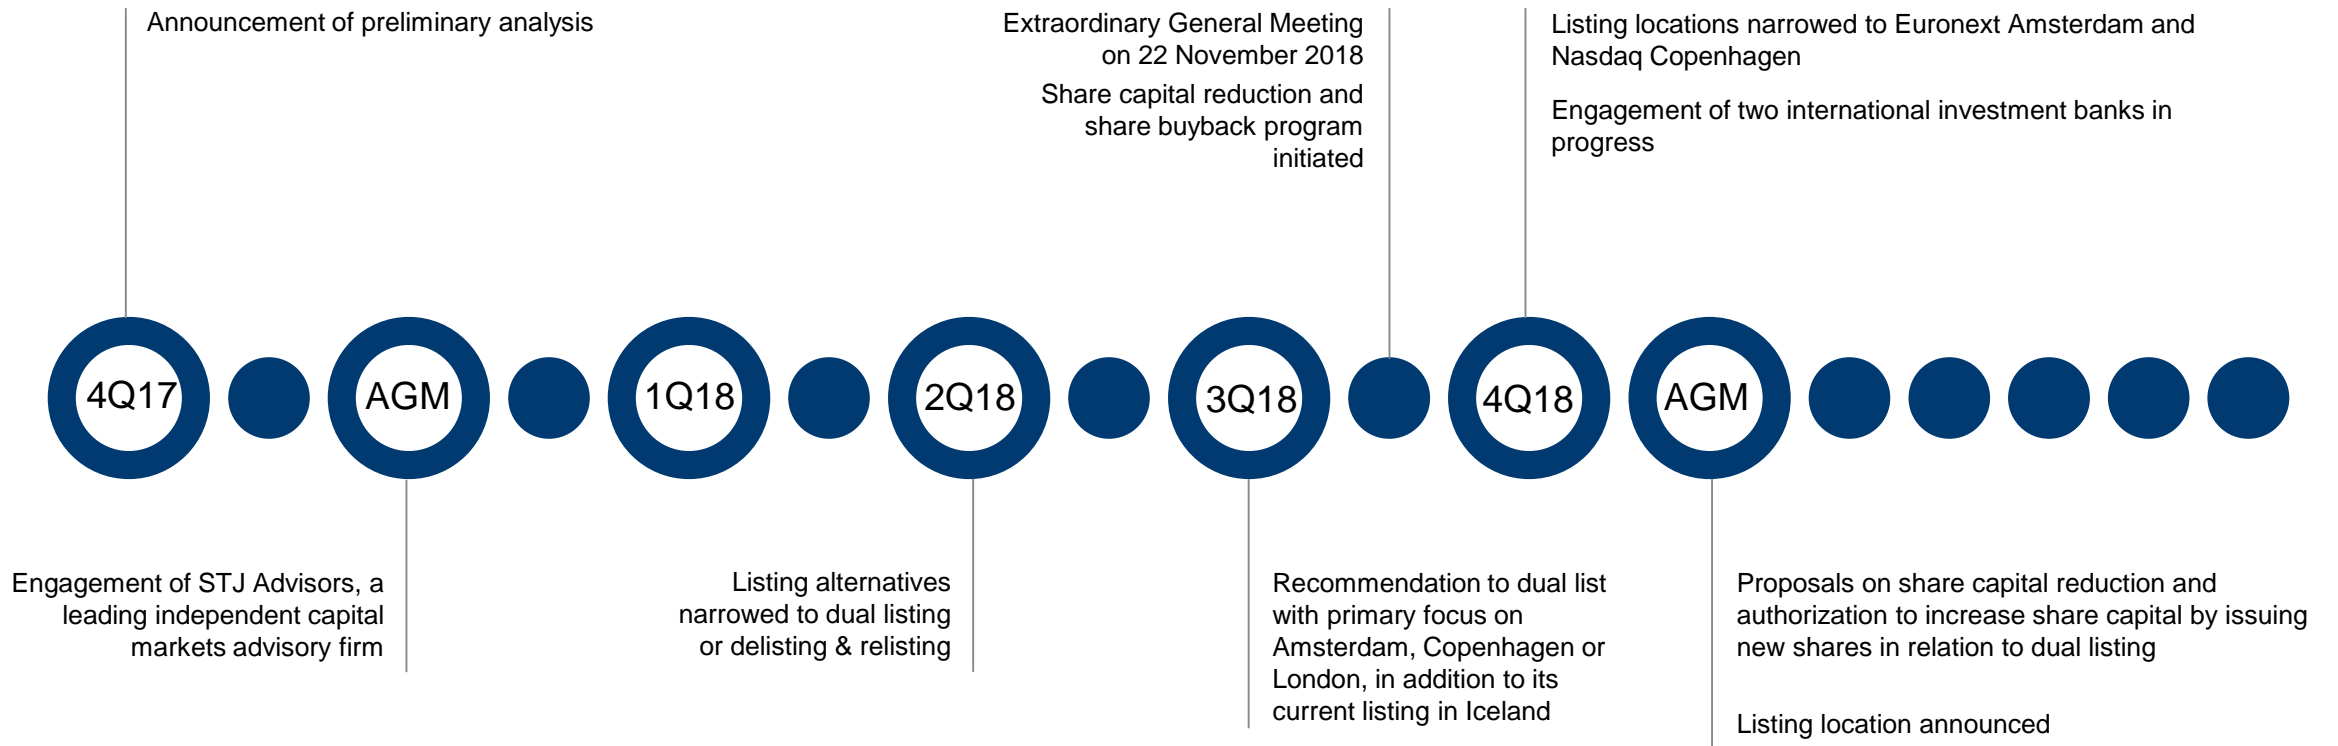 Announcement of preliminary analysis
Extraordinary General Meeting
on 22 November 2018
Share capital reduction and
share buyback program
initiated
Listing locations narrowed to Euronext Amsterdam and
Nasdaq Copenhagen
Engagement of two international investment banks in
progress
4Q17
AGM
1Q18
2Q18
3Q18
4Q18
AGM
Engagement of STJ Advisors, a
leading independent capital
markets advisory firm
Listing alternatives
narrowed to dual listing
or delisting & relisting
Recommendation to dual list
with primary focus on
Amsterdam, Copenhagen or
London, in addition to its
current listing in Iceland
Proposals on share capital reduction and
authorization to increase share capital by issuing
new shares in relation to dual listing
Listing location announced